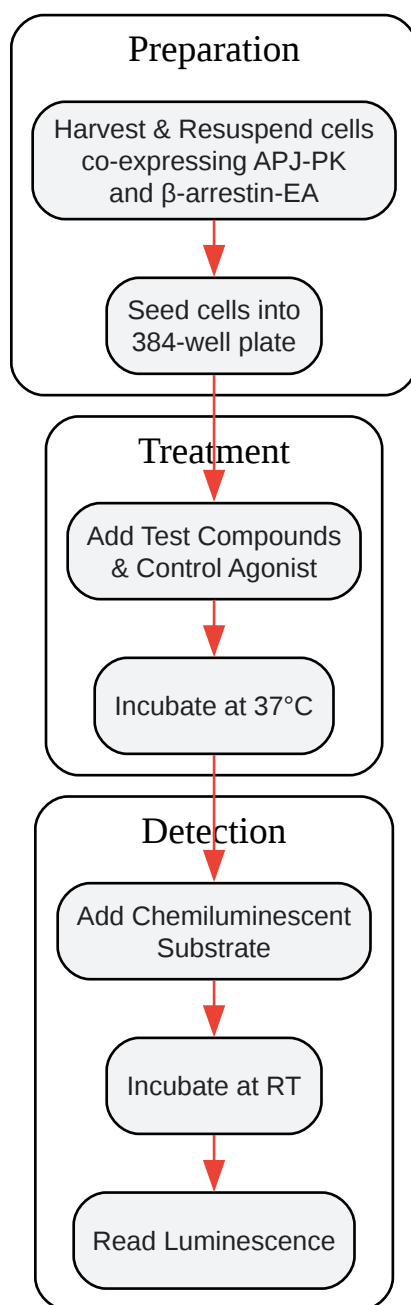 Preparation
Harvest & Resuspend cells
co-expressing APJ-PK
and β-arrestin-EA
Seed cells into
384-well plate
Treatment
Add Test Compounds
& Control Agonist
Incubate at 37°C
Detection
Add Chemiluminescent
Substrate
Incubate at RT
Read Luminescence